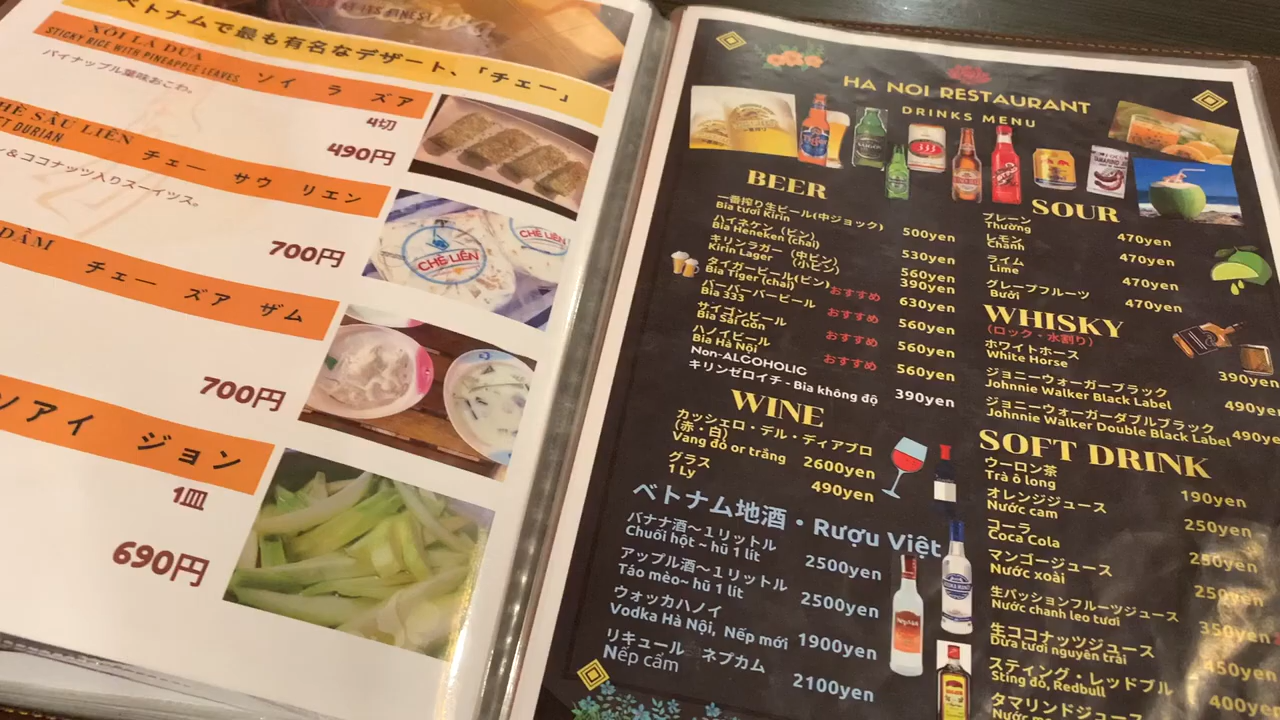 ITS FINEST
ベトナムで最も有名なデザート、「チェー」
XÔI LÁ DỨA
STICKY RICE WITH PINEAPPEE LEAVES
ソイ ラ ズア
パイナップル葉味おこわ。
4切
490円
CHÈ SẦU LIÊN
チェー サウ リエン
DURIAN
ン&ココナッツ入りスーイツス。
700円
CHÈ LIÊN
DẦM
チェー ズア ザム
700円
ソアイ ジョン
1皿
690円
HA NOI RESTAURANT
DRINKS MENU
BEER
一番搾り生ビール(中ジョック)
Bia tươi Kirin
500yen
ハイネケン(ビン)
Bia Heneken (chai)
530yen
キリンラガー (中ビン)
560yen
Kirin Lager (小ビン)
390yen
タイガービール(ビン)
Bia Tiger (chai)
おすすめ
630yen
バーバーバービール
Bia 333
おすすめ
560yen
サイゴンビール
Bia Sài Gòn
おすすめ
560yen
ハノイビール
Bia Hà Nội
おすすめ
560yen
Non-ALCOHOLIC
キリンゼロイチ - Bia không độ
390yen
WINE
カッシェロ・デル・ディアブロ
(赤・白)
Vang đỏ or trắng
2600yen
グラス
1 Ly
490yen
ベトナム地酒・Rượu Việt
バナナ酒～1リットル
Chuối hột ~ hũ 1 lít
2500yen
アップル酒～1リットル
Táo mèo~ hũ 1 lít
2500yen
ウォッカハノイ
Vodka Hà Nội, Nếp mới
1900yen
リキュール ネプカム
Nếp cẩm
2100yen
SOUR
プレーン
Thường
470yen
レモン
Chanh
470yen
ライム
Lime
470yen
グレープフルーツ
Bưởi
470yen
WHISKY
(ロック・水割り)
ホワイトホース
White Horse
390yen
ジョニーウォーガーブラック
Johnnie Walker Black Label
490yen
ジョニーウォーガーダブルブラック
Johnnie Walker Double Black Label
490ye
SOFT DRINK
ウーロン茶
Trà ô long
190yen
オレンジジュース
Nước cam
250yen
コーラ
Coca Cola
250yen
マンゴージュース
Nước xoài
250yen
生パッションフルーツジュース
Nước chanh leo tươi
350yen
生ココナッツジュース
Dừa tươi nguyên trái
450yen
スティング・レッドブル
Sting đỏ, Redbull
400yen
タマリンドジュース